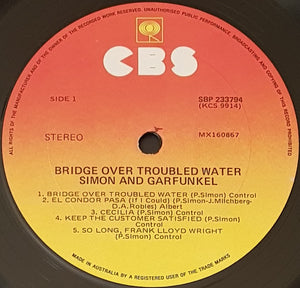 ALL RIGHTS OF THE MANUFACTURER AND OF THE OWNER OF THE RECORDED WORK RESERVED. UNAUTHORISED PUBLIC PERFORMANCE, BROADCASTING AND COPYING OF THIS RECORD PROHIBITED
CBS
SIDE 1
SBP 233794
(KCS 9914)
STEREO
MX160867
BRIDGE OVER TROUBLED WATER
SIMON AND GARFUNKEL
1. BRIDGE OVER TROUBLED WATER (P.Simon) Control
2. EL CONDOR PASA (If I Could) (P.Simon-J.Milchberg-
D.A.Robles) Albert
3. CECILIA (P.Simon) Control
4. KEEP THE CUSTOMER SATISFIED (P.Simon) Control
5. SO LONG, FRANK LLOYD WRIGHT
(P.Simon) Control
MADE IN AUSTRALIA BY A REGISTERED USER OF THE TRADE MARKS